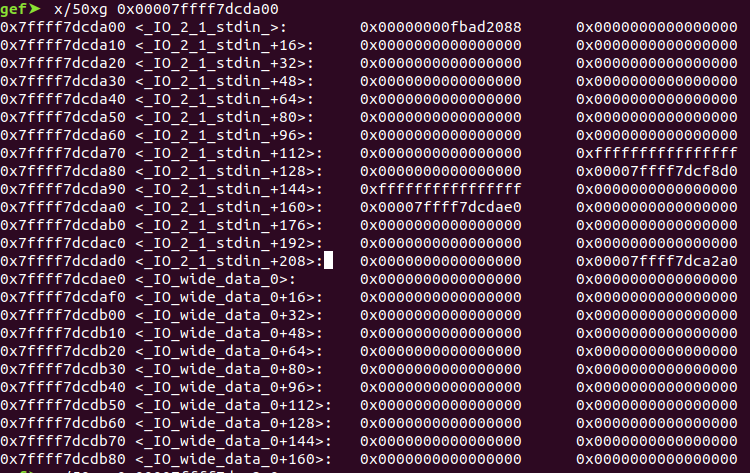 gef➤  x/50xg 0x00007ffff7dcda00
0x7ffff7dcda00 <_IO_2_1_stdin_>:	0x00000000fbad2088	0x0000000000000000
0x7ffff7dcda10 <_IO_2_1_stdin_+16>:	0x0000000000000000	0x0000000000000000
0x7ffff7dcda20 <_IO_2_1_stdin_+32>:	0x0000000000000000	0x0000000000000000
0x7ffff7dcda30 <_IO_2_1_stdin_+48>:	0x0000000000000000	0x0000000000000000
0x7ffff7dcda40 <_IO_2_1_stdin_+64>:	0x0000000000000000	0x0000000000000000
0x7ffff7dcda50 <_IO_2_1_stdin_+80>:	0x0000000000000000	0x0000000000000000
0x7ffff7dcda60 <_IO_2_1_stdin_+96>:	0x0000000000000000	0x0000000000000000
0x7ffff7dcda70 <_IO_2_1_stdin_+112>:	0x0000000000000000	0xffffffffffffffff
0x7ffff7dcda80 <_IO_2_1_stdin_+128>:	0x0000000000000000	0x00007ffff7dcf8d0
0x7ffff7dcda90 <_IO_2_1_stdin_+144>:	0xffffffffffffffff	0x0000000000000000
0x7ffff7dcdaa0 <_IO_2_1_stdin_+160>:	0x00007ffff7dcdae0	0x0000000000000000
0x7ffff7dcdab0 <_IO_2_1_stdin_+176>:	0x0000000000000000	0x0000000000000000
0x7ffff7dcdac0 <_IO_2_1_stdin_+192>:	0x0000000000000000	0x0000000000000000
0x7ffff7dcdad0 <_IO_2_1_stdin_+208>:	0x0000000000000000	0x00007ffff7dca2a0
0x7ffff7dcdae0 <_IO_wide_data_0>:	0x0000000000000000	0x0000000000000000
0x7ffff7dcdaf0 <_IO_wide_data_0+16>:	0x0000000000000000	0x0000000000000000
0x7ffff7dcdb00 <_IO_wide_data_0+32>:	0x0000000000000000	0x0000000000000000
0x7ffff7dcdb10 <_IO_wide_data_0+48>:	0x0000000000000000	0x0000000000000000
0x7ffff7dcdb20 <_IO_wide_data_0+64>:	0x0000000000000000	0x0000000000000000
0x7ffff7dcdb30 <_IO_wide_data_0+80>:	0x0000000000000000	0x0000000000000000
0x7ffff7dcdb40 <_IO_wide_data_0+96>:	0x0000000000000000	0x0000000000000000
0x7ffff7dcdb50 <_IO_wide_data_0+112>:	0x0000000000000000	0x0000000000000000
0x7ffff7dcdb60 <_IO_wide_data_0+128>:	0x0000000000000000	0x0000000000000000
0x7ffff7dcdb70 <_IO_wide_data_0+144>:	0x0000000000000000	0x0000000000000000
0x7ffff7dcdb80 <_IO_wide_data_0+160>:	0x0000000000000000	0x0000000000000000